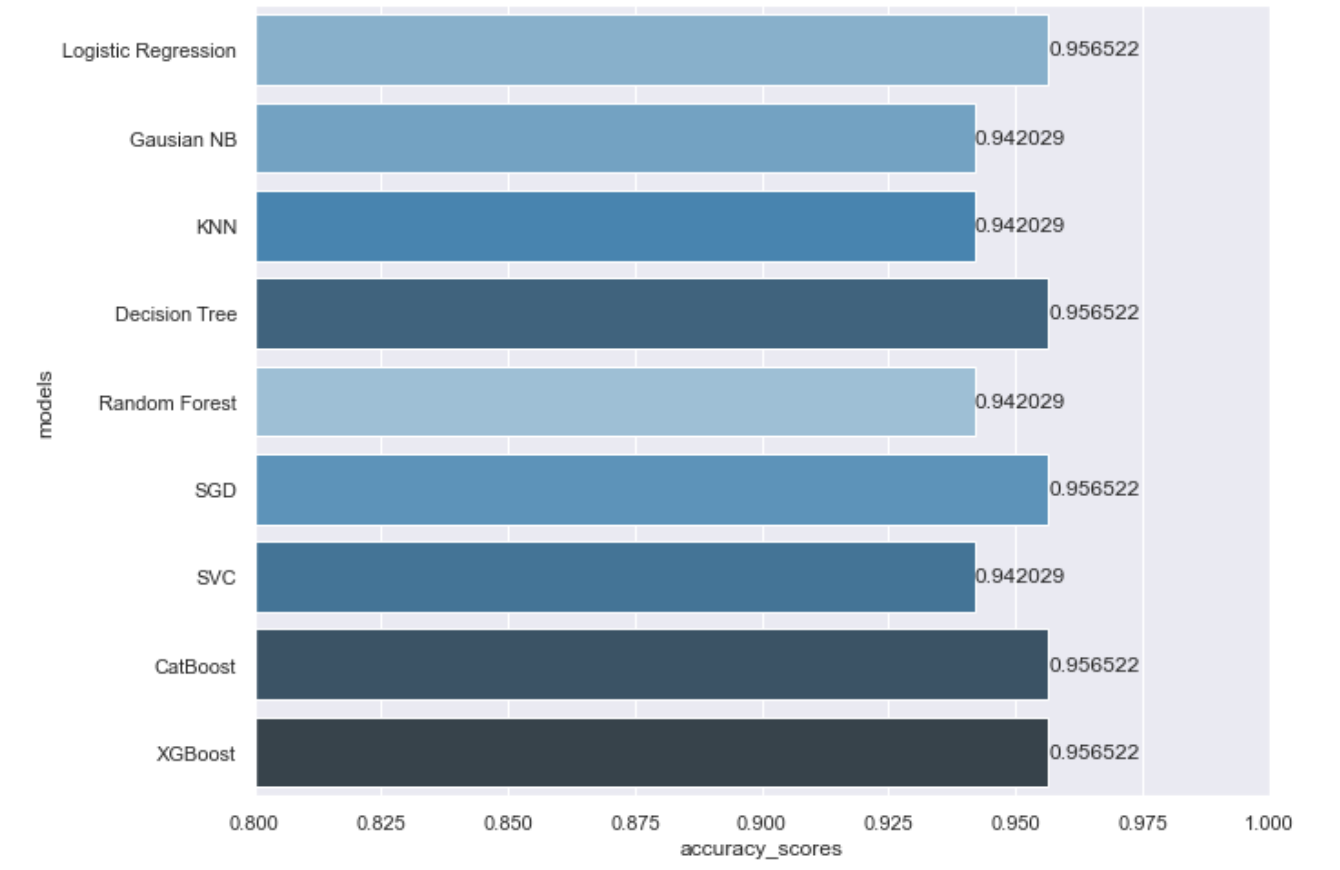 Logistic Regression
0.956522
Gausian NB
0.942029
KNN
0.942029
Decision Tree
0.956522
Random Forest
0.942029
SGD
0.956522
SVC
0.942029
CatBoost
0.956522
XGBoost
0.956522
models
0.800 0.825 0.850 0.875 0.900 0.925 0.950 0.975 1.000
accuracy_scores